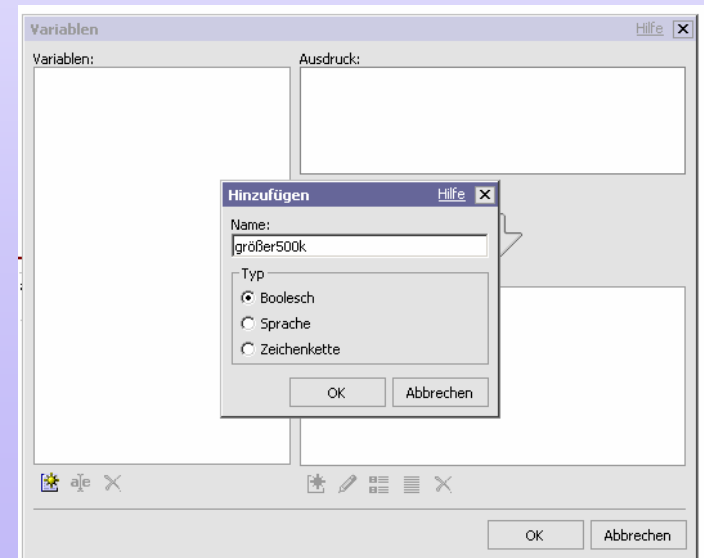 Variablen Hilfe
Variablen: Ausdruck:
Hinzufügen Hilfe
Name:
größer500k
Typ
Boolesch
Sprache
Zeichenkette
OK Abbrechen
OK Abbrechen